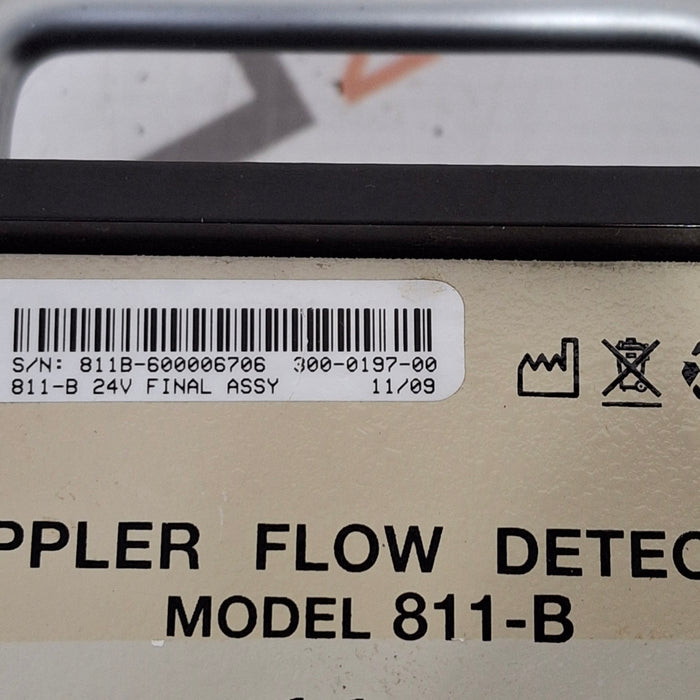 S/N: 811B-600006706 300-0197-00
811-B 24V FINAL ASSY 11/09
PPLER FLOW DETEC
MODEL 811-B